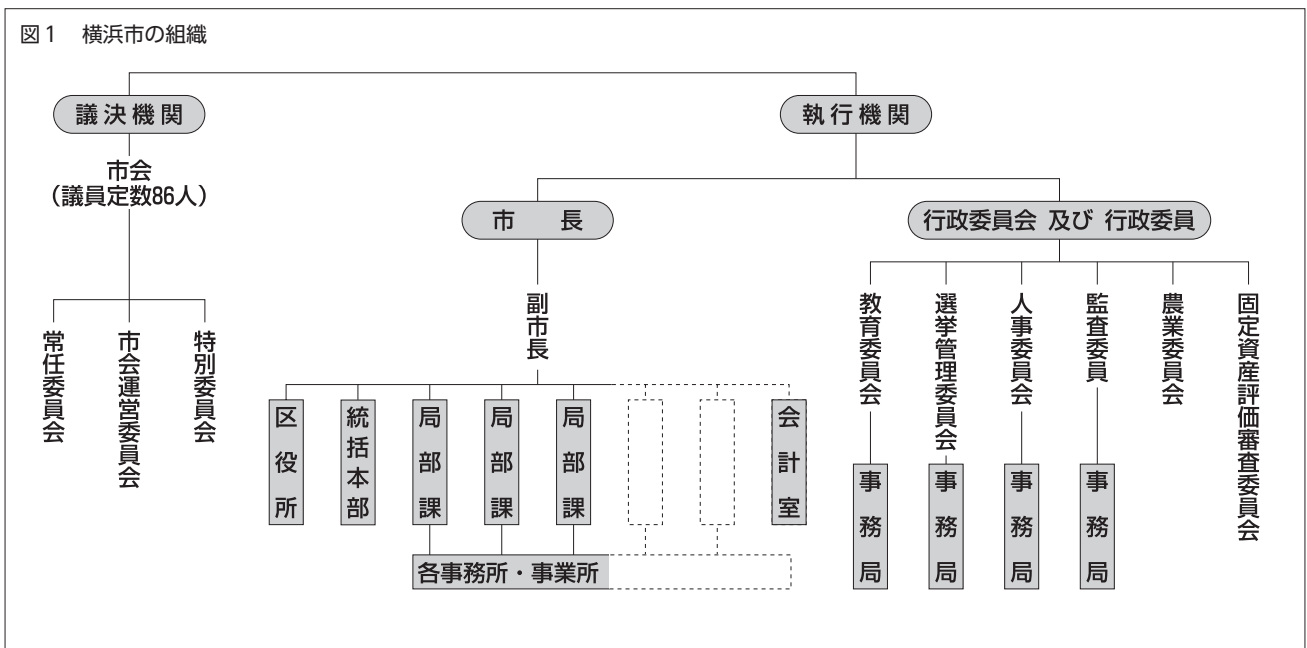 図1 横浜市の組織
議決機関
執行機関
市会
（議員定数86人）
市 長
行政委員会 及び 行政委員
常任委員会
市会運営委員会
特別委員会
副市長
教育委員会
選挙管理委員会
人事委員会
監査委員
農業委員会
固定資産評価審査委員会
区役所
統括本部
局部課
局部課
局部課
会計室
各事務所・事業所
事務局
事務局
事務局
事務局